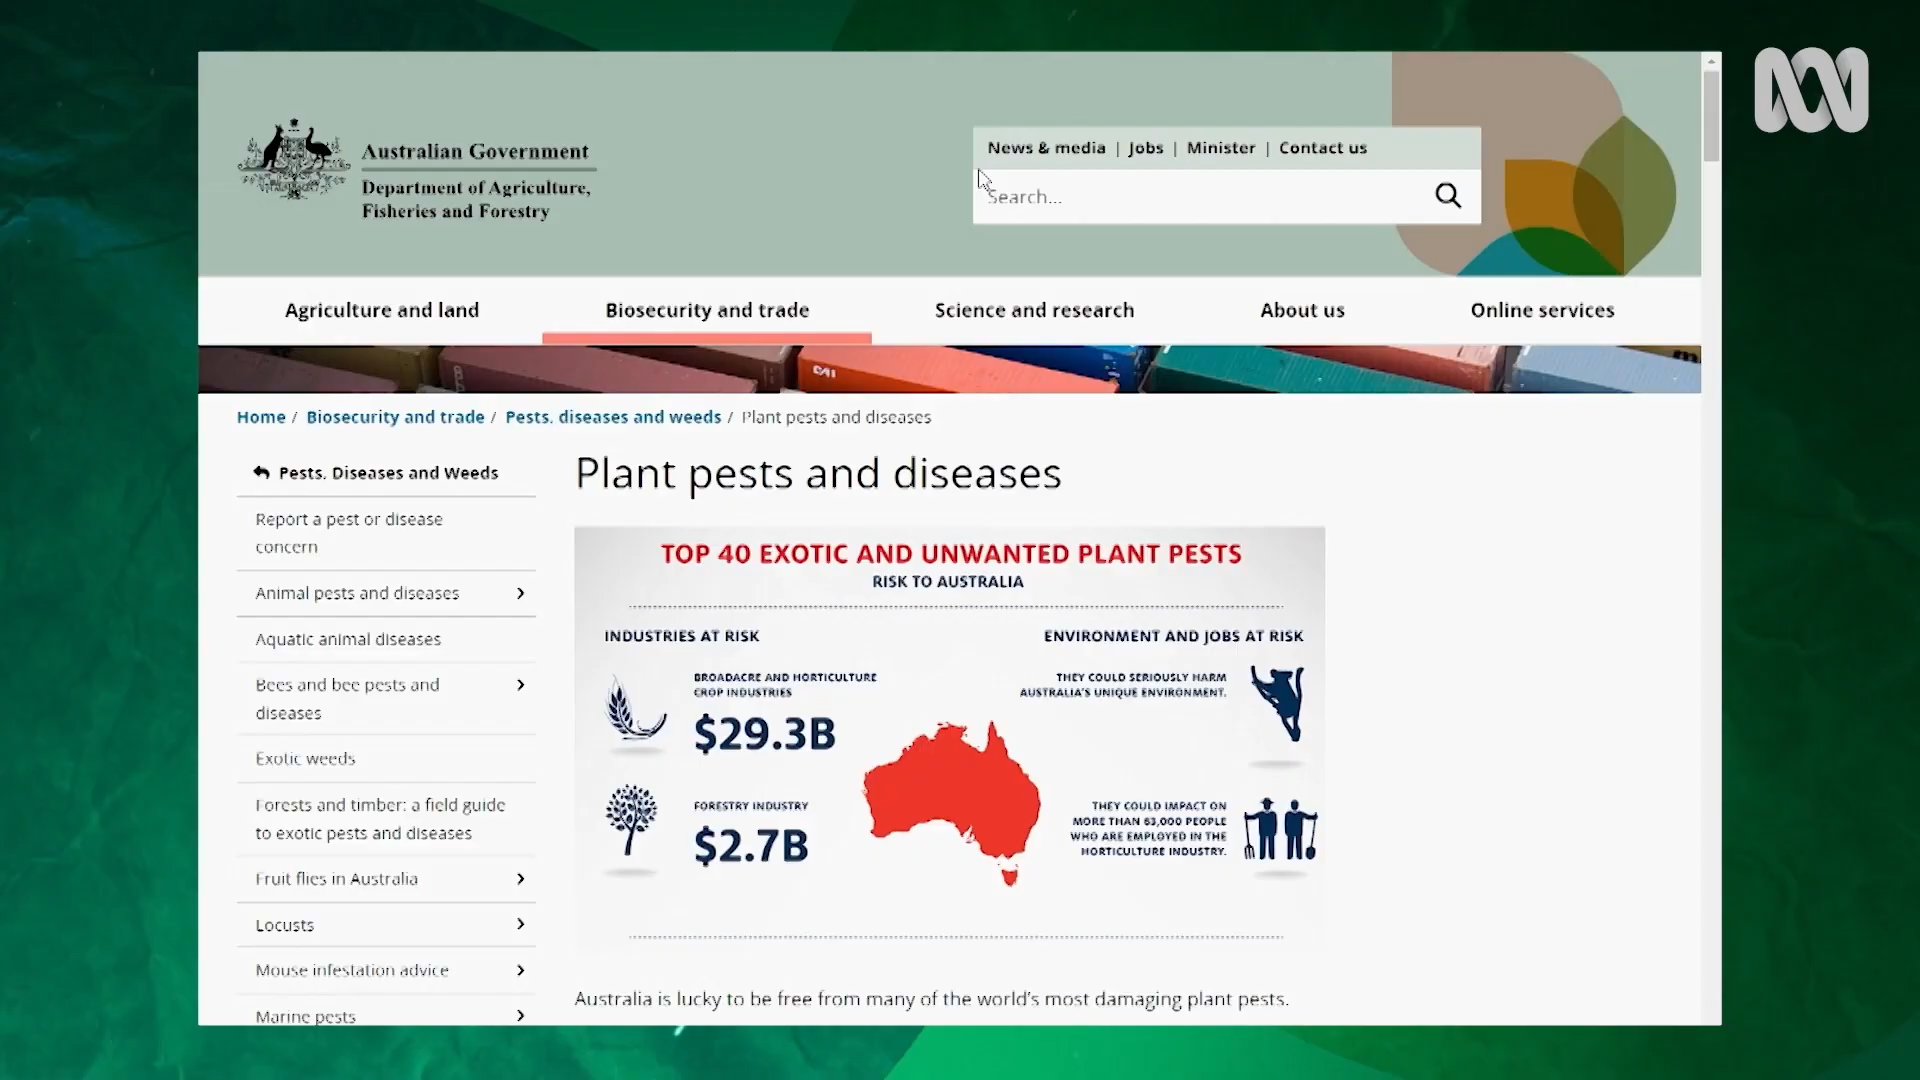 Australian Government
Department of Agriculture,
Fisheries and Forestry
News & media | Jobs | Minister | Contact us
Search...
Agriculture and land
Biosecurity and trade
Science and research
About us
Online services
CAI
Home / Biosecurity and trade / Pests, diseases and weeds / Plant pests and diseases
Pests, Diseases and Weeds
Report a pest or disease
concern
Animal pests and diseases
Aquatic animal diseases
Bees and bee pests and
diseases
Exotic weeds
Forests and timber: a field guide
to exotic pests and diseases
Fruit flies in Australia
Locusts
Mouse infestation advice
Marine pests
Plant pests and diseases
TOP 40 EXOTIC AND UNWANTED PLANT PESTS
RISK TO AUSTRALIA
INDUSTRIES AT RISK
BROADACRE AND HORTICULTURE
CROP INDUSTRIES
$29.3B
FORESTRY INDUSTRY
$2.7B
ENVIRONMENT AND JOBS AT RISK
THEY COULD SERIOUSLY HARM
AUSTRALIA'S UNIQUE ENVIRONMENT.
THEY COULD IMPACT ON
MORE THAN 63,000 PEOPLE
WHO ARE EMPLOYED IN THE
HORTICULTURE INDUSTRY.
Australia is lucky to be free from many of the world's most damaging plant pests.